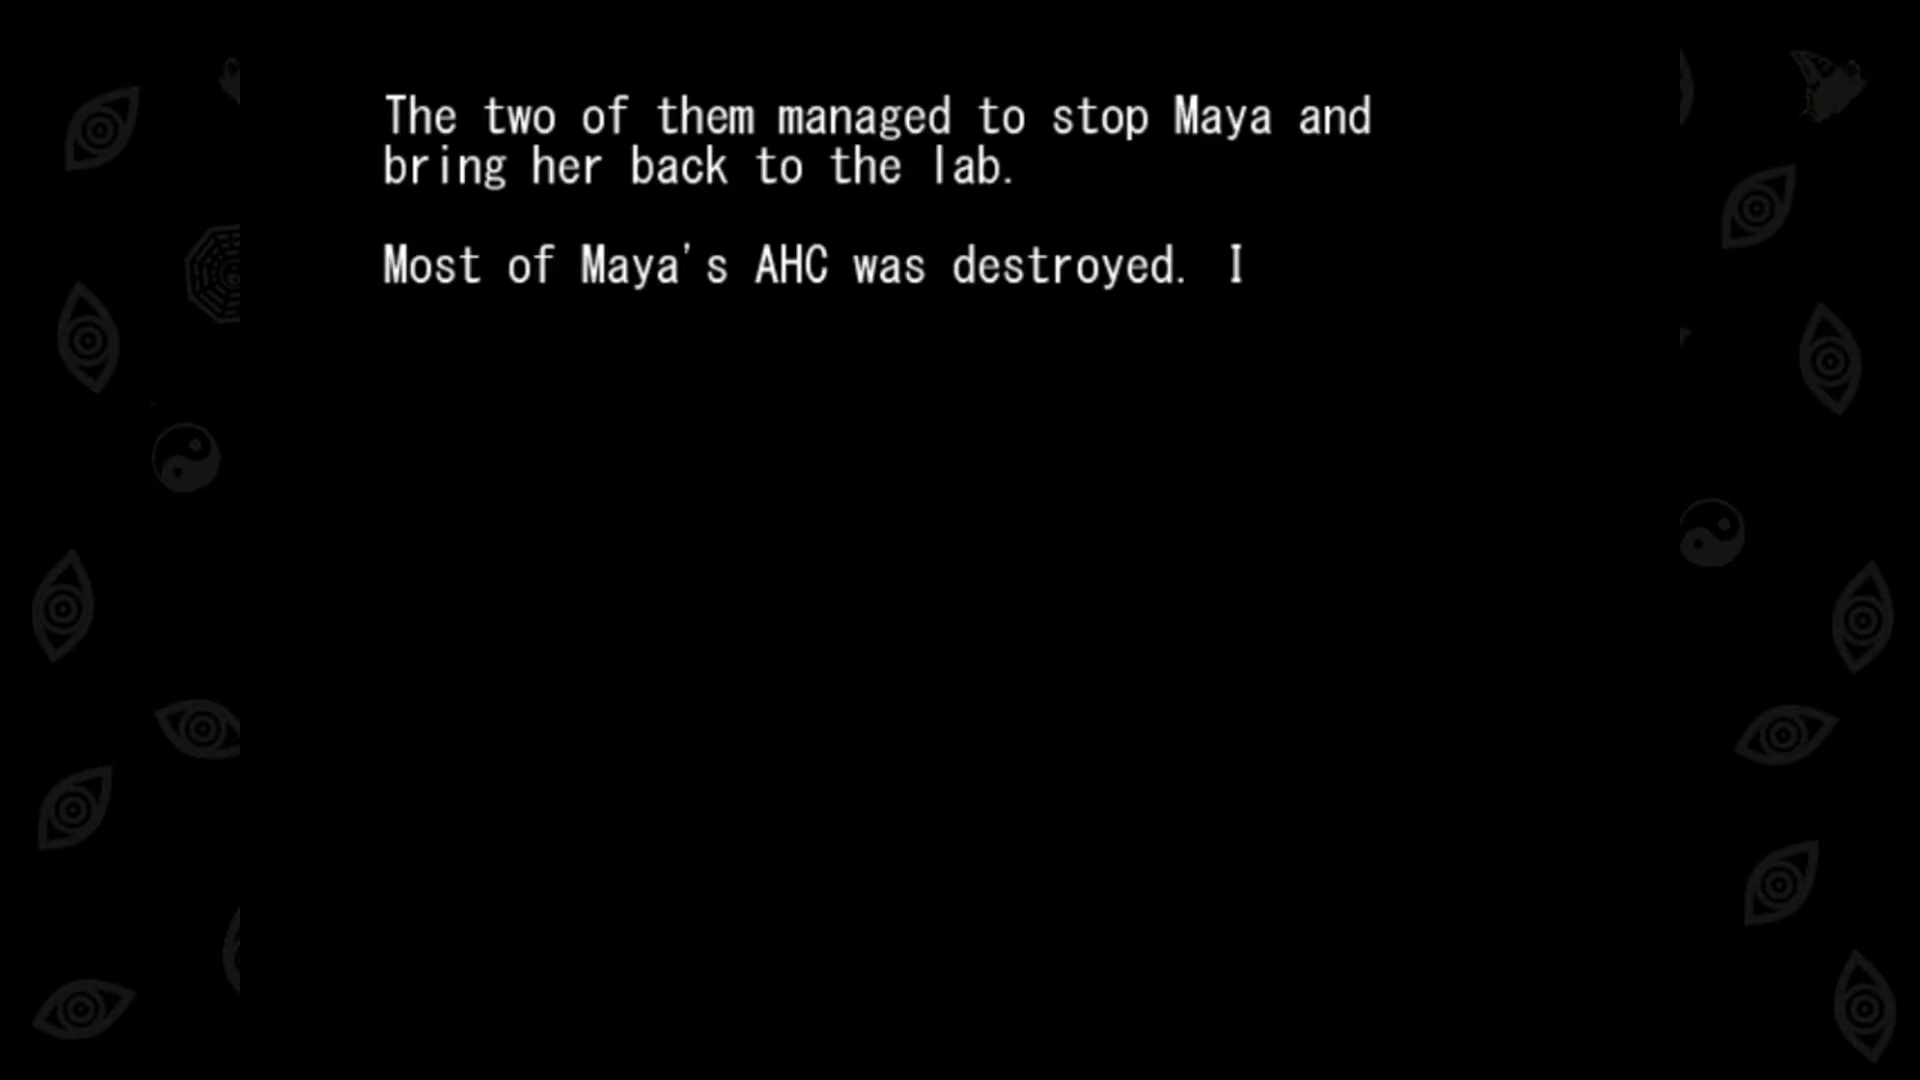 The two of them managed to stop Maya and
bring her back to the lab.
Most of Maya's AHC was destroyed. I